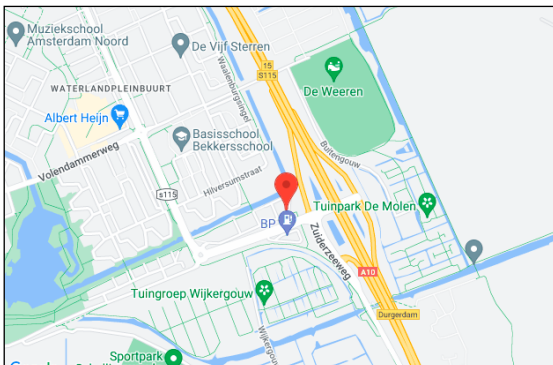 Muziekschool
Amsterdam Noord
De Vijf Sterren
15
S115
WATERLANDPLEINBUURT
Waalenburgsingel
De Weeren
Albert Heijn
Basisschool
Bekkersschool
Buitengouw
Volendammerweg
Hilversumstraat
s115
BP
Tuinpark De Molen
Zuiderzeeweg
A10
Tuingroep Wijkergouw
Durgerdam
Wijkergouw
Sportpark